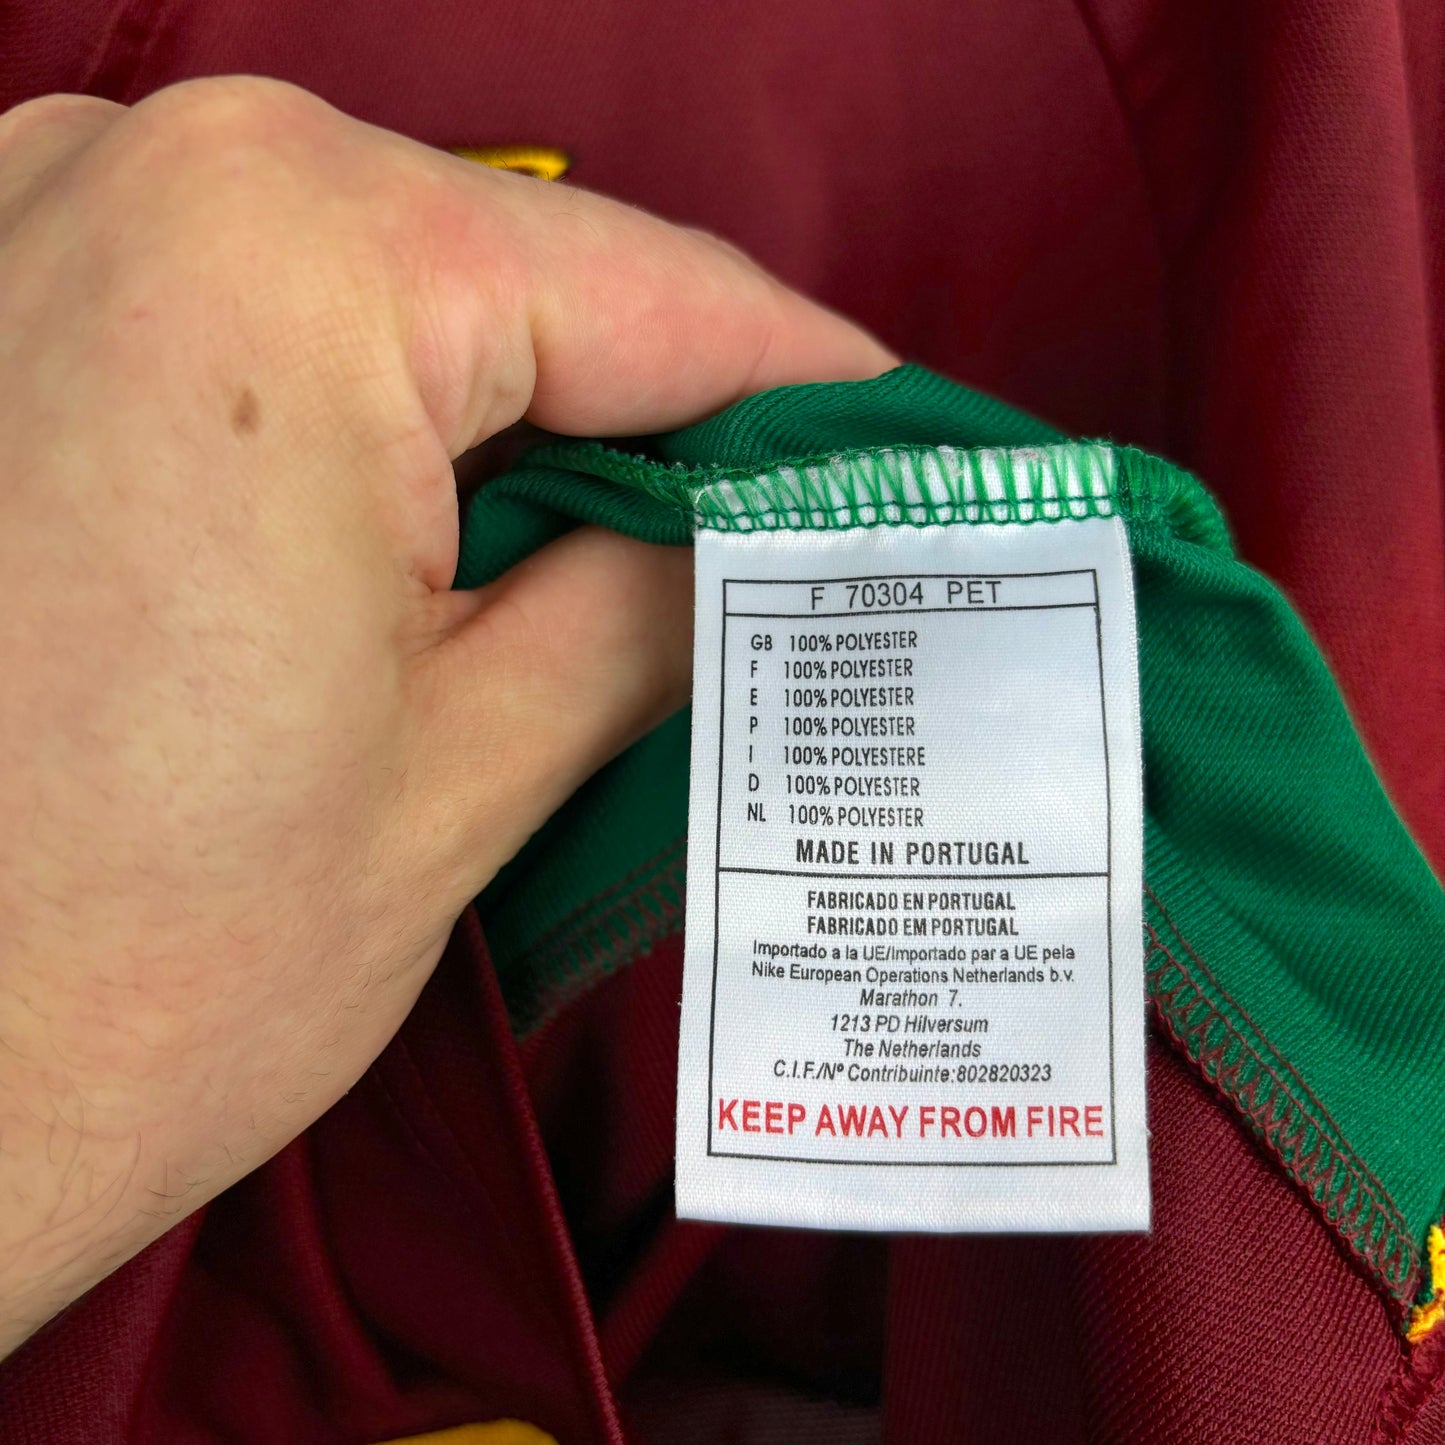 F 70304 PET
GB 100% POLYESTER
F 100% POLYESTER
E 100% POLYESTER
P 100% POLYESTER
I 100% POLYESTERE
D 100% POLYESTER
NL 100% POLYESTER
MADE IN PORTUGAL
FABRICADO EN PORTUGAL
FABRICADO EM PORTUGAL
Importado a la UE/Importado par a UE pela
Nike European Operations Netherlands b.v.
Marathon 7.
1213 PD Hilversum
The Netherlands
C.I.F./Nº Contribuinte:802820323
KEEP AWAY FROM FIRE